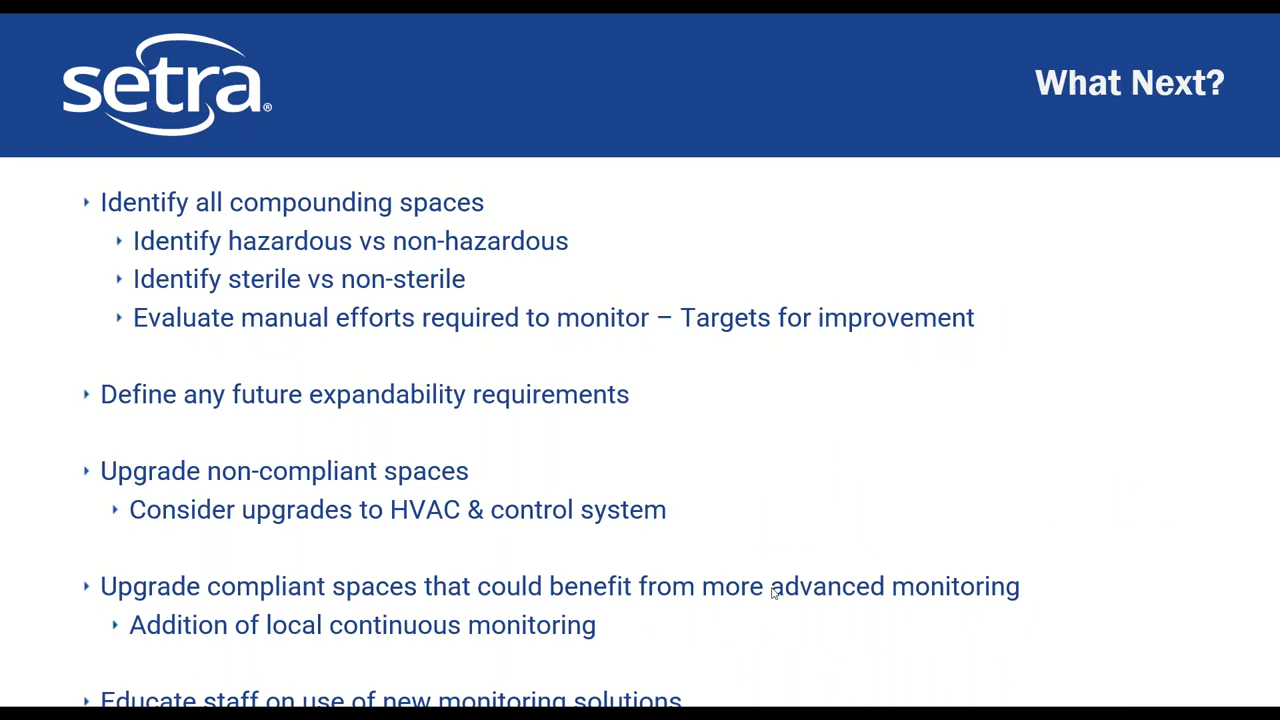 setra®
What Next?
Identify all compounding spaces
Identify hazardous vs non-hazardous
Identify sterile vs non-sterile
Evaluate manual efforts required to monitor – Targets for improvement
Define any future expandability requirements
Upgrade non-compliant spaces
Consider upgrades to HVAC & control system
Upgrade compliant spaces that could benefit from more advanced monitoring
Addition of local continuous monitoring
Educate staff on use of new monitoring solutions